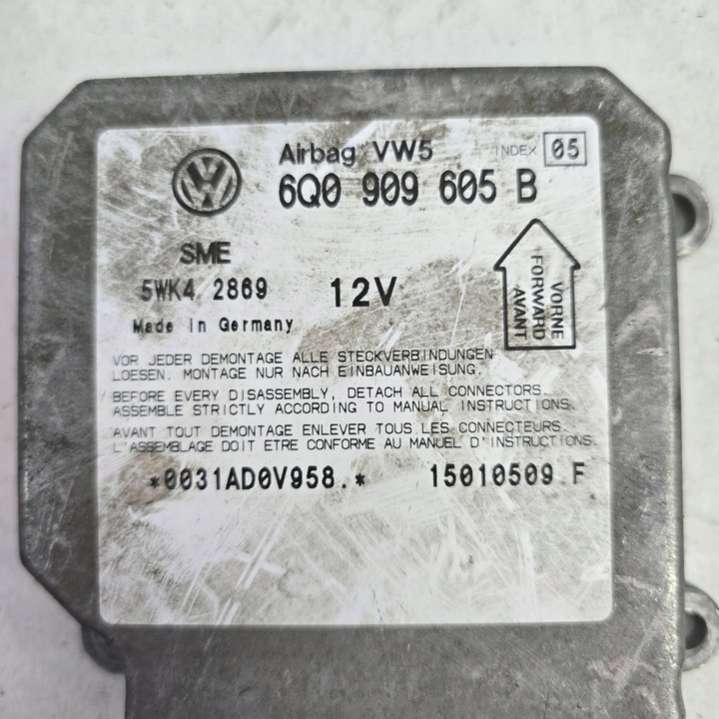 Airbag VW5 INDEX 05
6Q0 909 605 B
SME
5WK4 2869 12V
Made in Germany
VORNE
FORWARD
AVANT
VOR JEDER DEMONTAGE ALLE STECKVERBINDUNGEN
LOESEN. MONTAGE NUR NACH EINBAUANWEISUNG.
BEFORE EVERY DISASSEMBLY, DETACH ALL CONNECTORS.
ASSEMBLE STRICTLY ACCORDING TO MANUAL INSTRUCTIONS.
AVANT TOUT DEMONTAGE ENLEVER TOUS LES CONNECTEURS.
L'ASSEMBLAGE DOIT ETRE CONFORME AU MANUEL D'INSTRUCTIONS.
*0031AD0V958.* 15010509 F